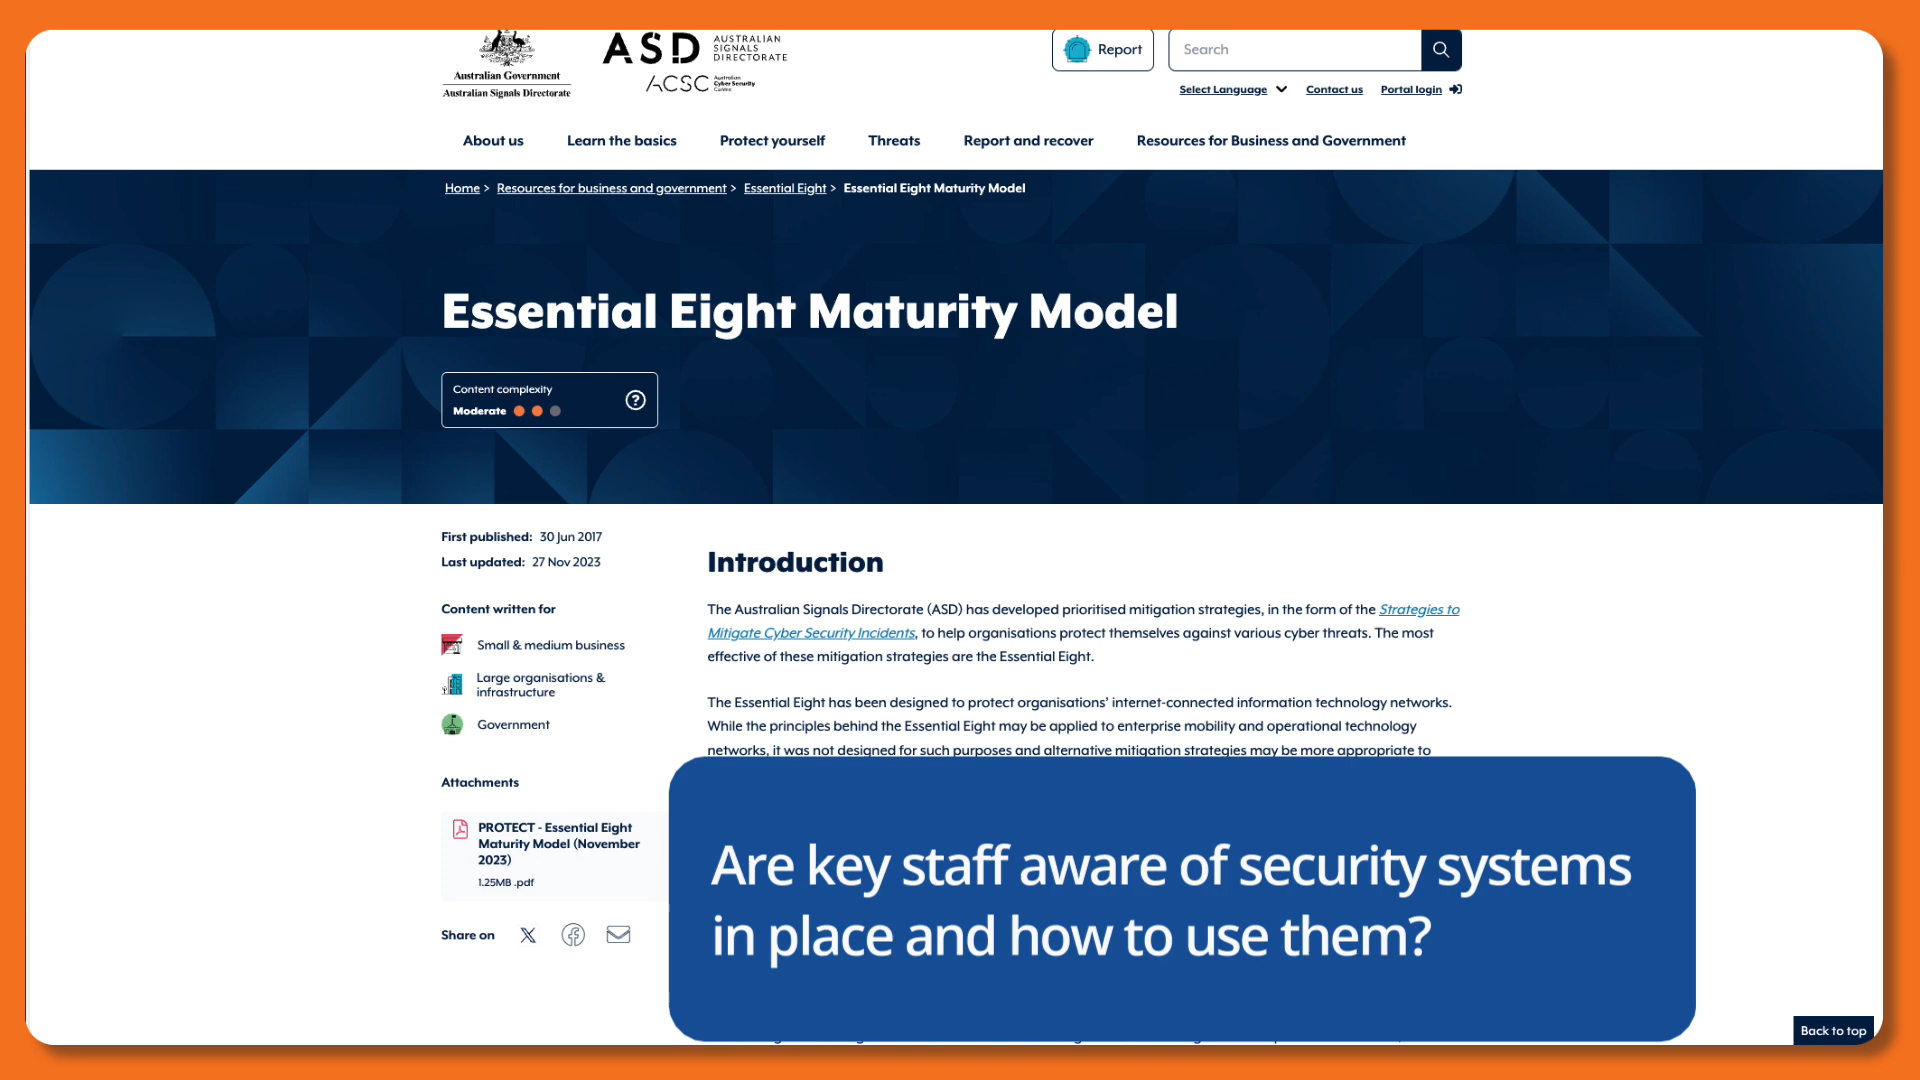 Australian Government
Australian Signals Directorate
ASD
AUSTRALIAN
SIGNALS
DIRECTORATE
ACSC
Australian
Cyber Security
Centre
Report
Search
Select Language
Contact us
Portal login
About us
Learn the basics
Protect yourself
Threats
Report and recover
Resources for Business and Government
Home > Resources for business and government > Essential Eight > Essential Eight Maturity Model
Essential Eight Maturity Model
Content complexity
Moderate
?
First published: 30 Jun 2017
Last updated: 27 Nov 2023
Content written for
Small & medium business
Large organisations &
infrastructure
Government
Attachments
PROTECT - Essential Eight
Maturity Model (November
2023)
1.25MB .pdf
Share on
Introduction
The Australian Signals Directorate (ASD) has developed prioritised mitigation strategies, in the form of the Strategies to
Mitigate Cyber Security Incidents, to help organisations protect themselves against various cyber threats. The most
effective of these mitigation strategies are the Essential Eight.
The Essential Eight has been designed to protect organisations' internet-connected information technology networks.
While the principles behind the Essential Eight may be applied to enterprise mobility and operational technology
networks, it was not designed for such purposes and alternative mitigation strategies may be more appropriate to
Are key staff aware of security systems
in place and how to use them?
Back to top